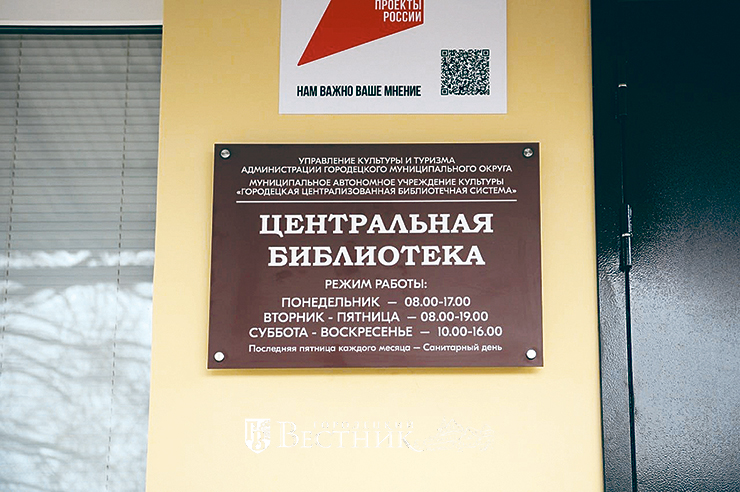 ПРОЕКТЫ
РОССИИ
НАМ ВАЖНО ВАШЕ МНЕНИЕ
УПРАВЛЕНИЕ КУЛЬТУРЫ И ТУРИЗМА
АДМИНИСТРАЦИИ ГОРОДЕЦКОГО МУНИЦИПАЛЬНОГО ОКРУГА
МУНИЦИПАЛЬНОЕ АВТОНОМНОЕ УЧРЕЖДЕНИЕ КУЛЬТУРЫ
«ГОРОДЕЦКАЯ ЦЕНТРАЛИЗОВАННАЯ БИБЛИОТЕЧНАЯ СИСТЕМА»
ЦЕНТРАЛЬНАЯ
БИБЛИОТЕКА
РЕЖИМ РАБОТЫ:
ПОНЕДЕЛЬНИК — 08.00-17.00
ВТОРНИК - ПЯТНИЦА — 08.00-19.00
СУББОТА - ВОСКРЕСЕНЬЕ — 10.00-16.00
Последняя пятница каждого месяца — Санитарный день
ВЕСТНИК